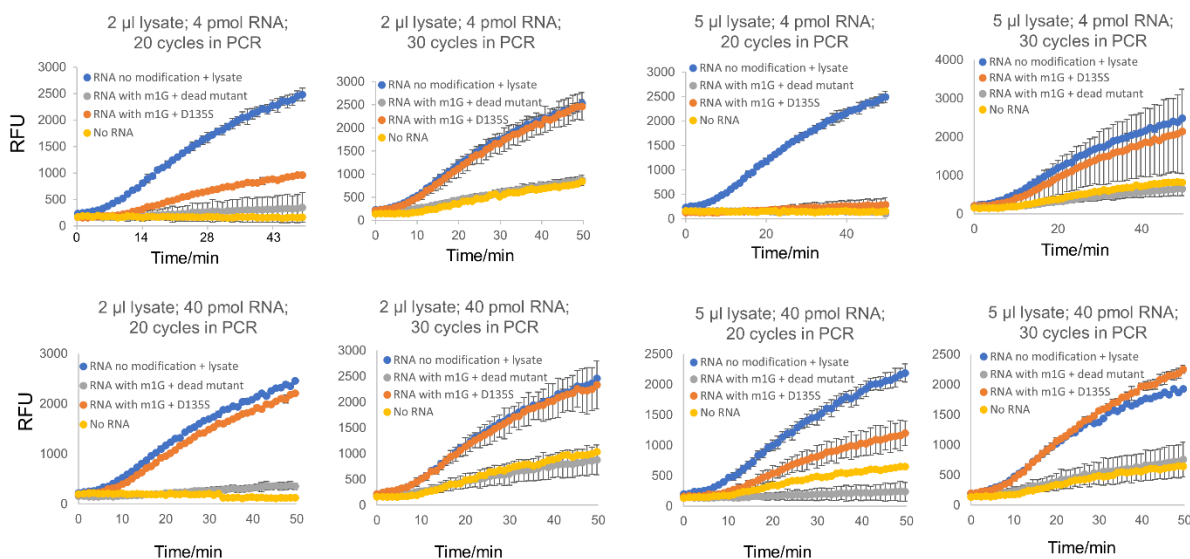 2 µl lysate; 4 pmol RNA;
20 cycles in PCR
RFU
3000
2500
2000
1500
1000
500
0
RNA no modification + lysate
RNA with m1G + dead mutant
RNA with m1G + D135S
No RNA
0 14 28 43
Time/min
2 µl lysate; 4 pmol RNA;
30 cycles in PCR
3000
2500
2000
1500
1000
500
0
RNA no modification + lysate
RNA with m1G + dead mutant
RNA with m1G + D135S
No RNA
0 10 20 30 40 50
Time/min
5 µl lysate; 4 pmol RNA;
20 cycles in PCR
3000
2500
2000
1500
1000
500
0
RNA no modification + lysate
RNA with m1G + dead mutant
RNA with m1G + D135S
No RNA
0 20 40
Time/min
5 µl lysate; 4 pmol RNA;
30 cycles in PCR
4000
3000
2000
1000
0
RNA no modification + lysate
RNA with m1G + D135S
RNA with m1G + dead mutant
No RNA
0 20 40
Time/min
2 µl lysate; 40 pmol RNA;
20 cycles in PCR
RFU
3000
2000
1000
0
RNA no modification + lysate
RNA with m1G + dead mutant
RNA with m1G + D135S
No RNA
0 10 20 30 40 50
Time/min
2 µl lysate; 40 pmol RNA;
30 cycles in PCR
3000
2500
2000
1500
1000
500
0
RNA no modification + lysate
RNA with m1G + dead mutant
RNA with m1G + D135S
No RNA
0 10 20 30 40 50
Time/min
5 µl lysate; 40 pmol RNA;
20 cycles in PCR
2500
2000
1500
1000
500
0
RNA no modification + lysate
RNA with m1G + dead mutant
RNA with m1G + D135S
No RNA
0 10 20 30 40 50
Time/min
5 µl lysate; 40 pmol RNA;
30 cycles in PCR
2500
2000
1500
1000
500
0
RNA no modification + lysate
RNA with m1G + dead mutant
RNA with m1G + D135S
No RNA
0 10 20 30 40 50
Time/min